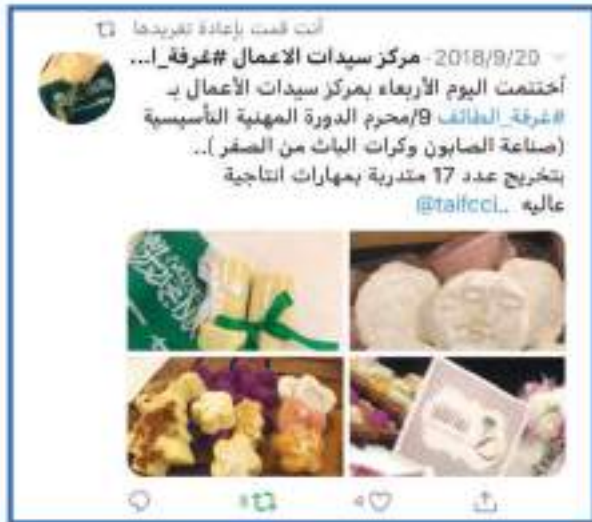 أنت قمت بإعادة تغريدها
مركز سيدات الاعمال #غرفة_ا... · 2018/9/20
أختتمت اليوم الأربعاء بمركز سيدات الأعمال بـ
#غرفة_الطائف 9/محرم الدورة المهنية التأسيسية
(صناعة الصابون وكرات الباث من الصفر )..
بتخريج عدد 17 متدربة بمهارات انتاجية
عاليه ..@taifcci
4